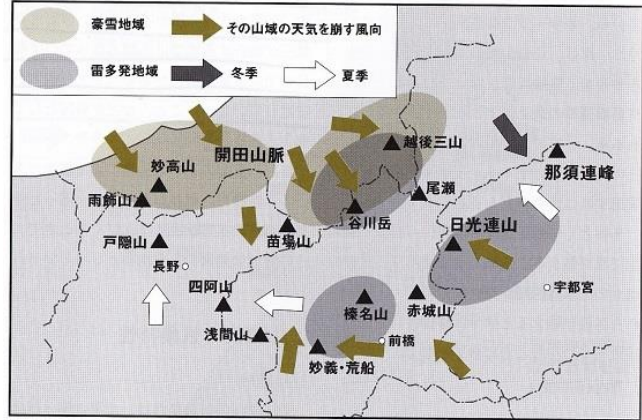 豪雪地域
その山域の天気を崩す風向
雷多発地域
冬季
夏季
越後三山
開田山脈
妙高山
那須連峰
尾瀬
雨飾山
谷川岳
日光連山
苗場山
戸隠山
長野
四阿山
宇都宮
榛名山
赤城山
浅間山
前橋
妙義・荒船